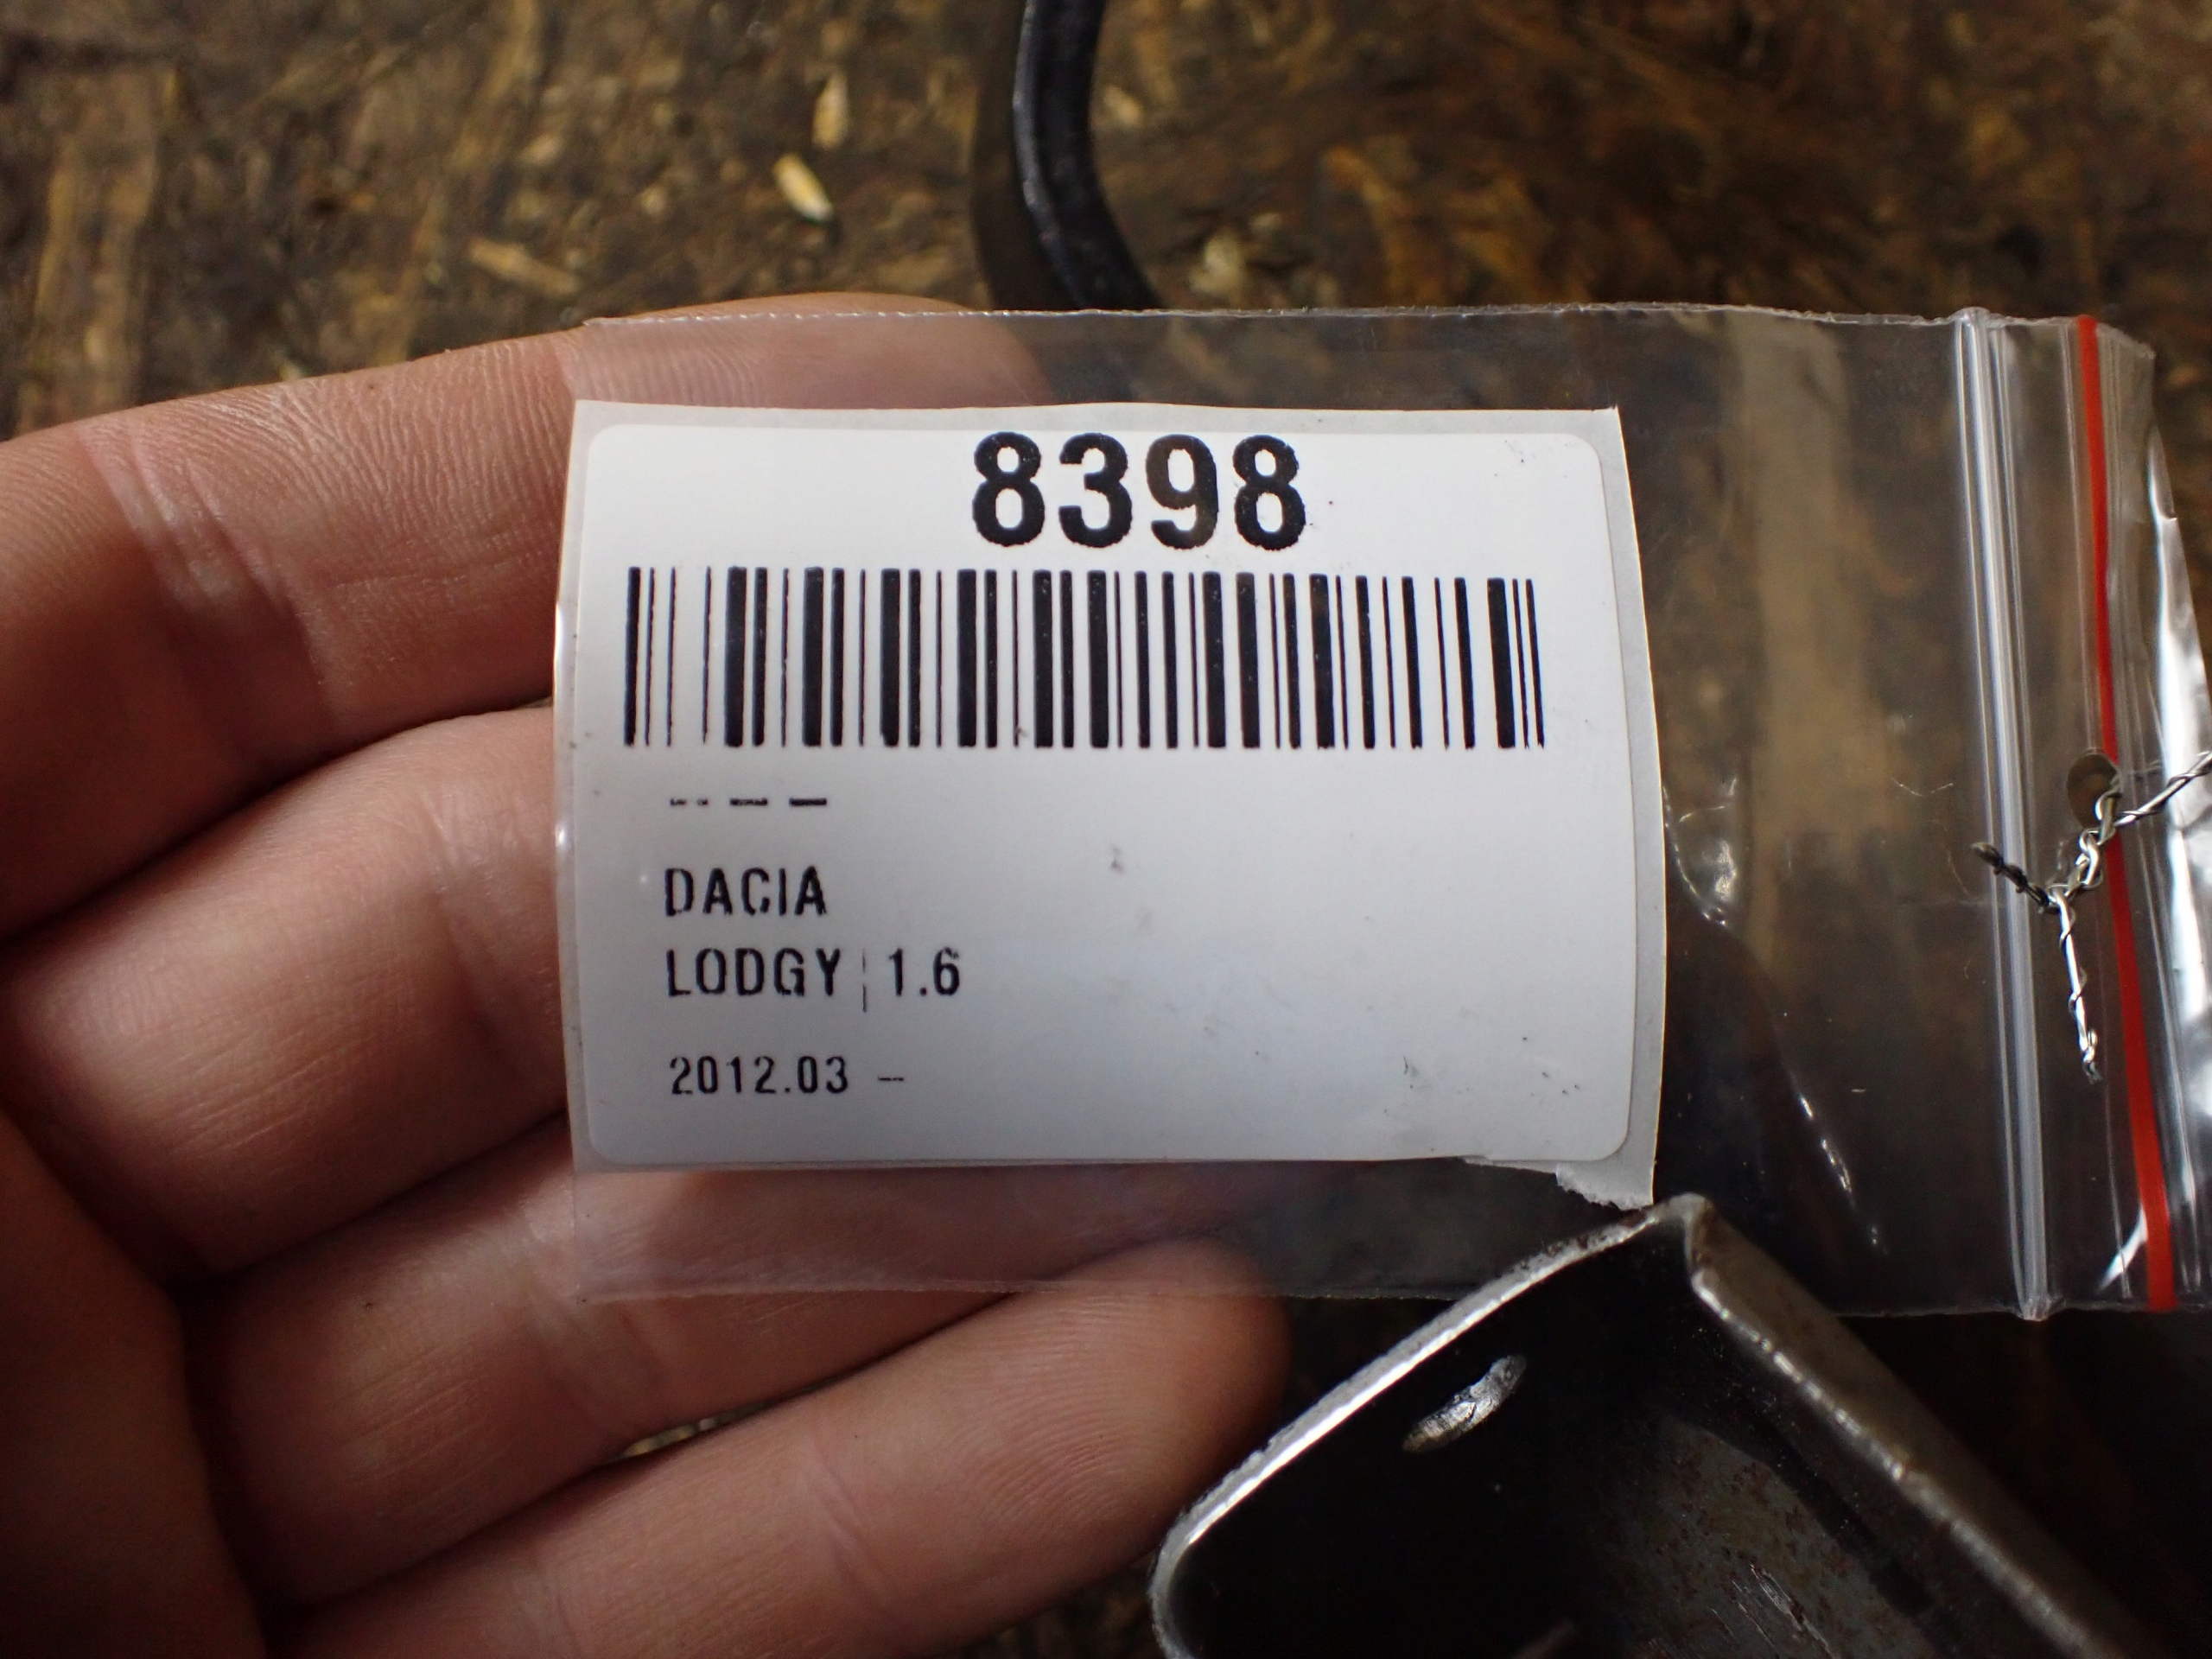 8398
DACIA
LODGY | 1.6
2012.03 –